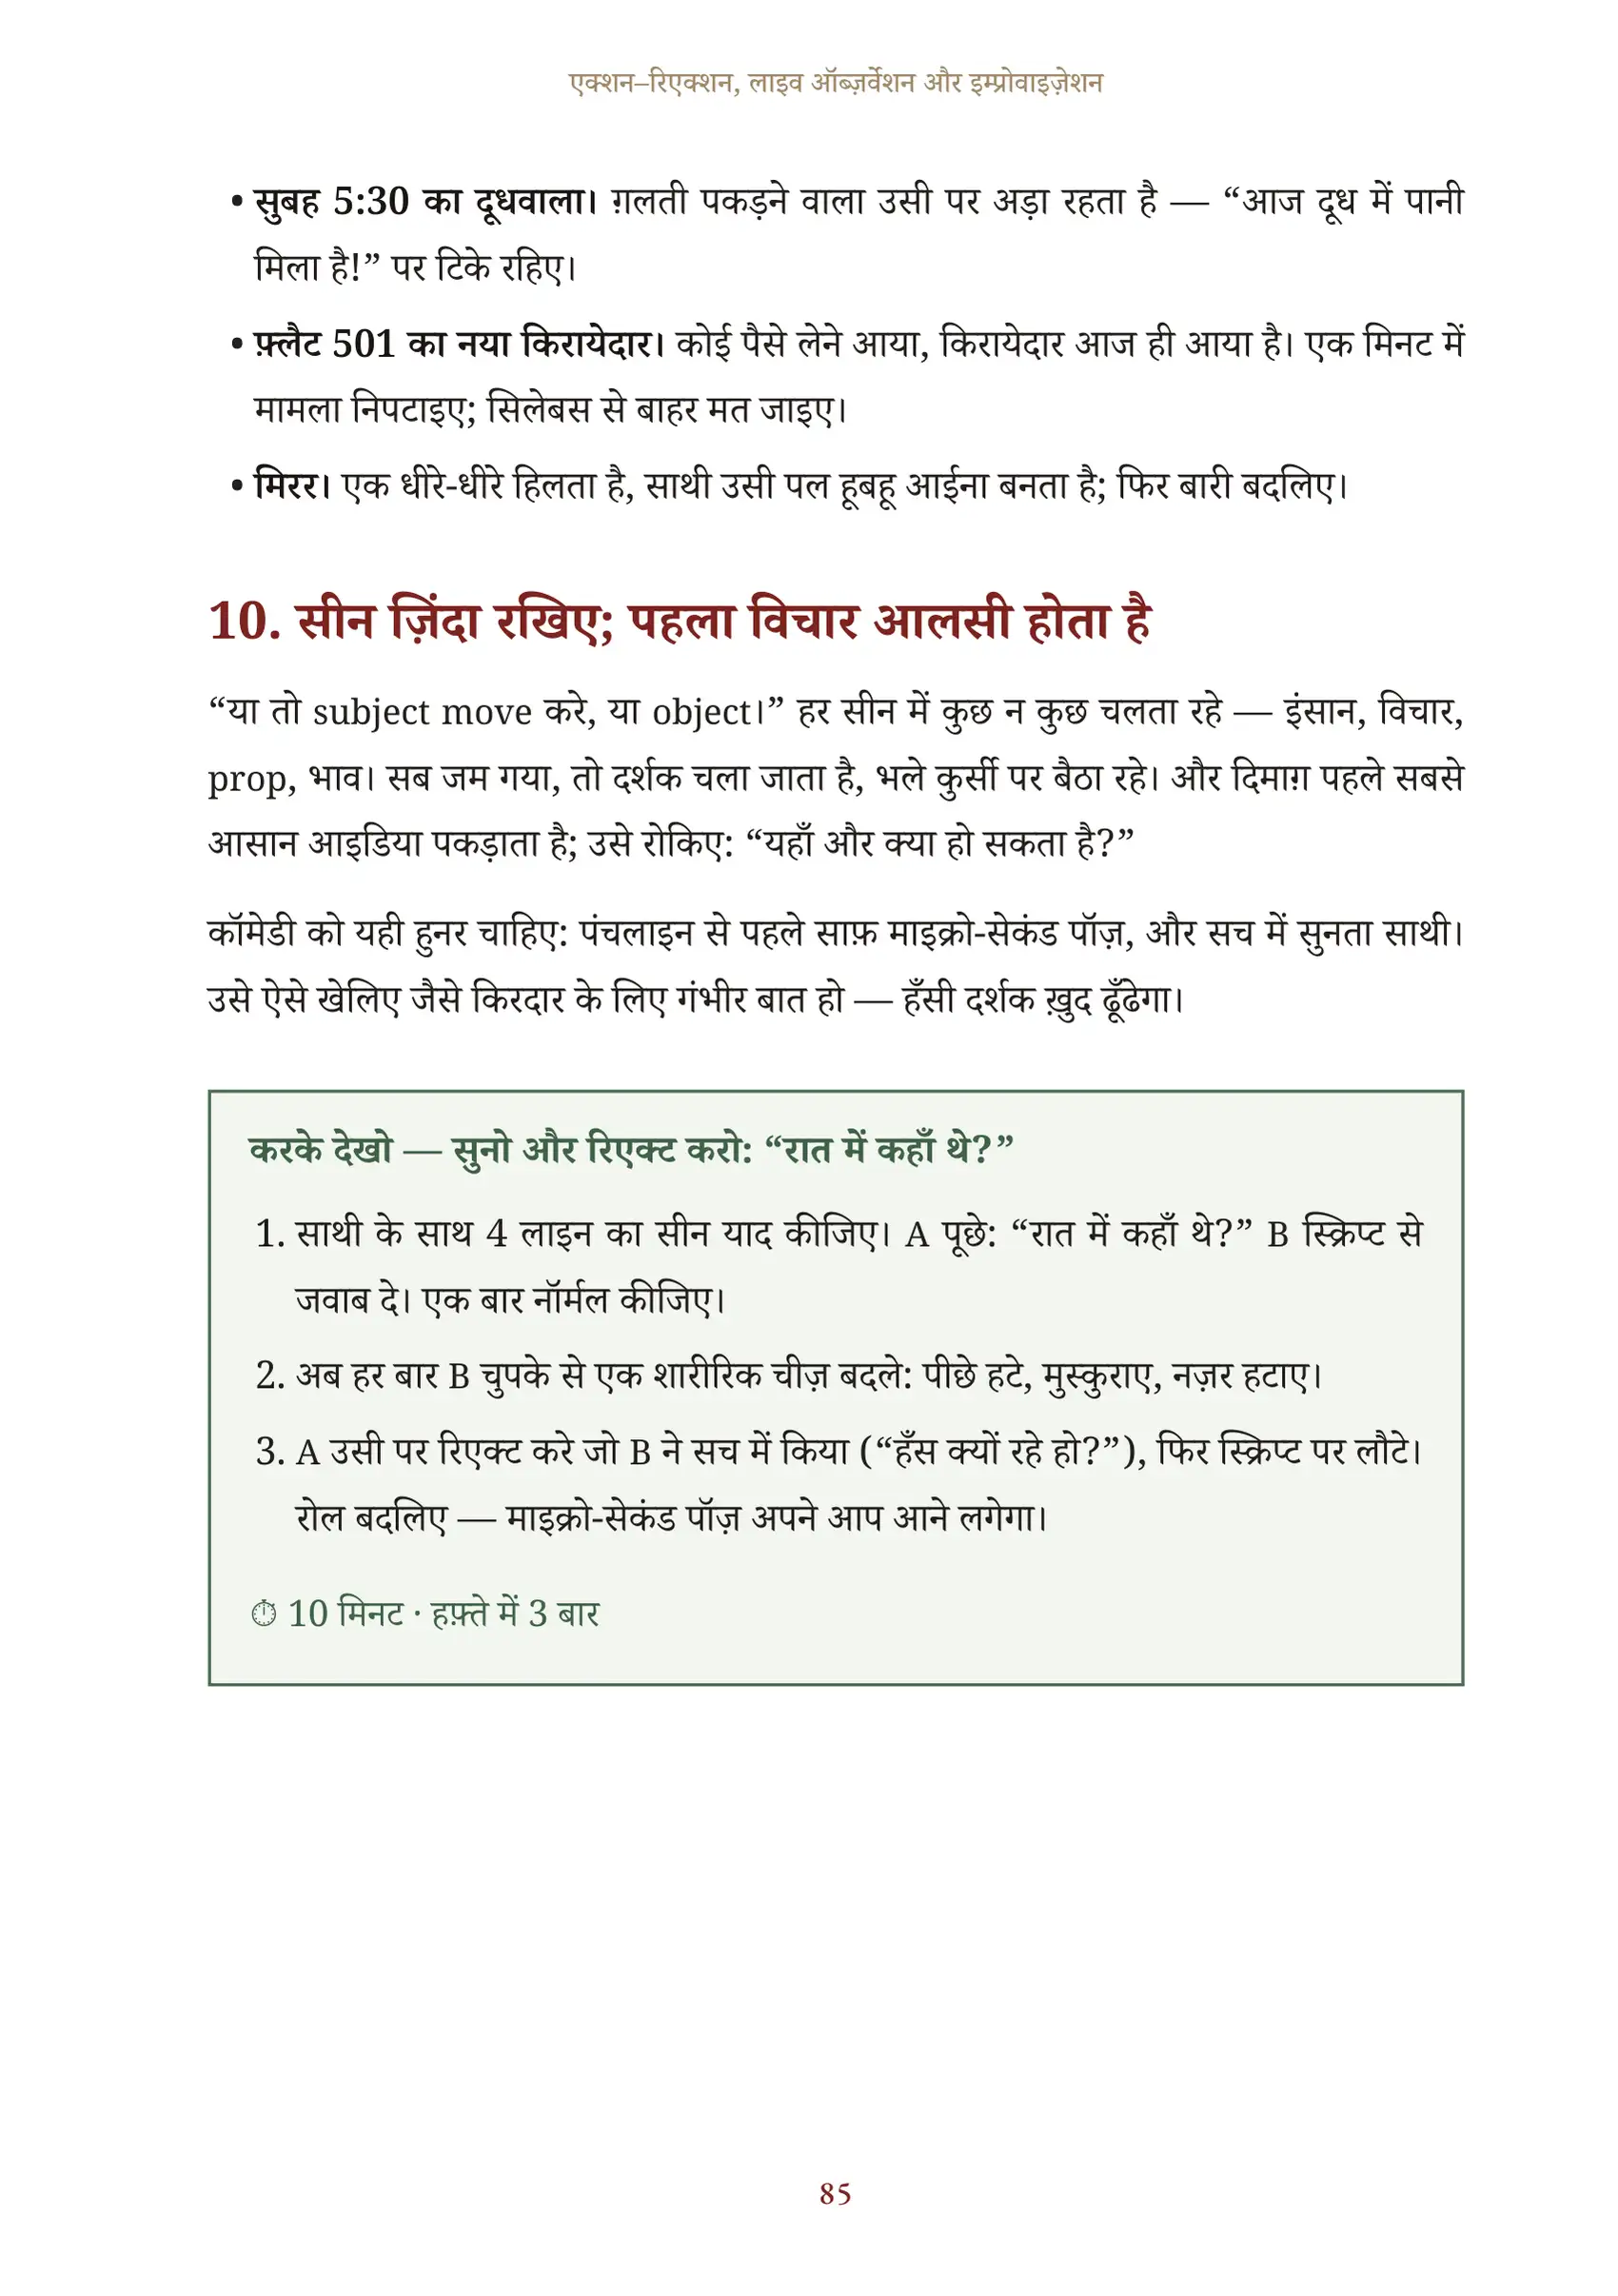 एक्शन–रिएक्शन, लाइव ऑब्ज़र्वेशन और इम्प्रोवाइज़ेशन
• सुबह 5:30 का दूधवाला। ग़लती पकड़ने वाला उसी पर अड़ा रहता है — “आज दूध में पानी
मिला है!” पर टिके रहिए।
• फ़्लैट 501 का नया किरायेदार। कोई पैसे लेने आया, किरायेदार आज ही आया है। एक मिनट में
मामला निपटाइए; सिलेबस से बाहर मत जाइए।
• मिरर। एक धीरे-धीरे हिलता है, साथी उसी पल हूबहू आईना बनता है; फिर बारी बदलिए।
10. सीन ज़िंदा रखिए; पहला विचार आलसी होता है
“या तो subject move करे, या object।” हर सीन में कुछ न कुछ चलता रहे — इंसान, विचार,
prop, भाव। सब जम गया, तो दर्शक चला जाता है, भले कुर्सी पर बैठा रहे। और दिमाग़ पहले सबसे
आसान आइडिया पकड़ाता है; उसे रोकिए: “यहाँ और क्या हो सकता है?”
कॉमेडी को यही हुनर चाहिए: पंचलाइन से पहले साफ़ माइक्रो-सेकंड पॉज़, और सच में सुनता साथी।
उसे ऐसे खेलिए जैसे किरदार के लिए गंभीर बात हो — हँसी दर्शक ख़ुद ढूँढेगा।
करके देखो — सुनो और रिएक्ट करो: “रात में कहाँ थे?”
1. साथी के साथ 4 लाइन का सीन याद कीजिए। A पूछे: “रात में कहाँ थे?” B स्क्रिप्ट से
जवाब दे। एक बार नॉर्मल कीजिए।
2. अब हर बार B चुपके से एक शारीरिक चीज़ बदले: पीछे हटे, मुस्कुराए, नज़र हटाए।
3. A उसी पर रिएक्ट करे जो B ने सच में किया (“हँस क्यों रहे हो?”), फिर स्क्रिप्ट पर लौटे।
रोल बदलिए — माइक्रो-सेकंड पॉज़ अपने आप आने लगेगा।
⏱ 10 मिनट · हफ़्ते में 3 बार
85